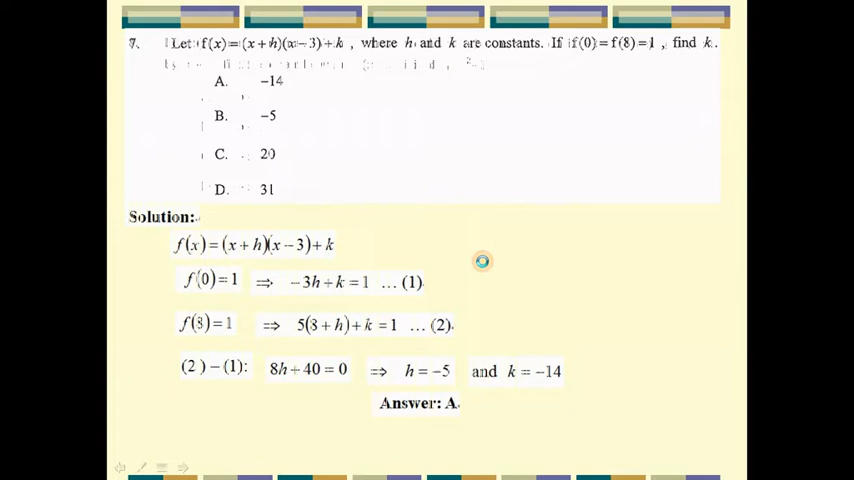 7. Let f(x)=(x+h)(x−3)+k , where h and k are constants. If f(0)=f(8)=1 , find k.
A. −14
B. −5
C. 20
D. 31
Solution:
f(x)=(x+h)(x−3)+k
f(0)=1 ⇒ −3h+k=1 …(1)
f(8)=1 ⇒ 5(8+h)+k=1 …(2)
(2)−(1): 8h+40=0 ⇒ h=−5 and k=−14
Answer: A